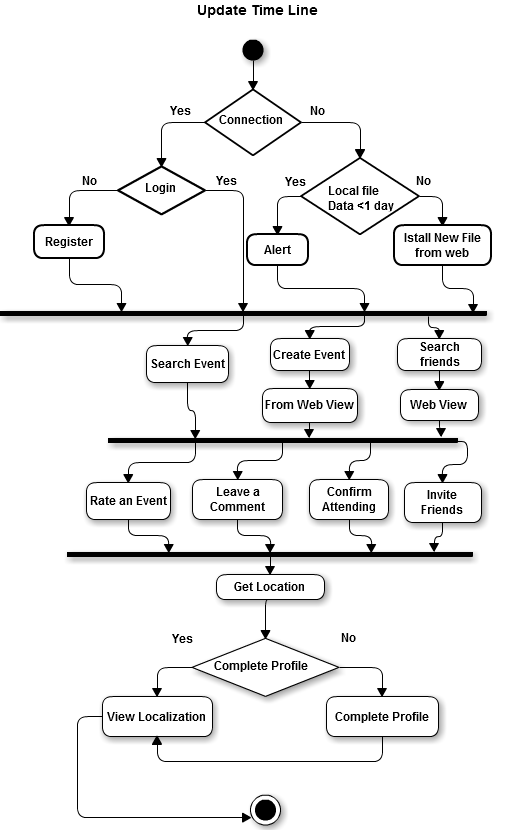 Update Time Line
Yes
No
Connection
No
Login
Yes
Yes
Local file
Data <1 day
No
Register
Alert
Istall New File
from web
Search Event
Create Event
Search
friends
From Web View
Web View
Rate an Event
Leave a
Comment
Confirm
Attending
Invite
Friends
Get Location
Yes
No
Complete Profile
View Localization
Complete Profile